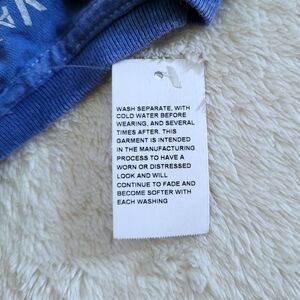 WASH SEPARATE, WITH
COLD WATER BEFORE
WEARING, AND SEVERAL
TIMES AFTER. THIS
GARMENT IS INTENDED
IN THE MANUFACTURING
PROCESS TO HAVE A
WORN OR DISTRESSED
LOOK AND WILL
CONTINUE TO FADE AND
BECOME SOFTER WITH
EACH WASHING